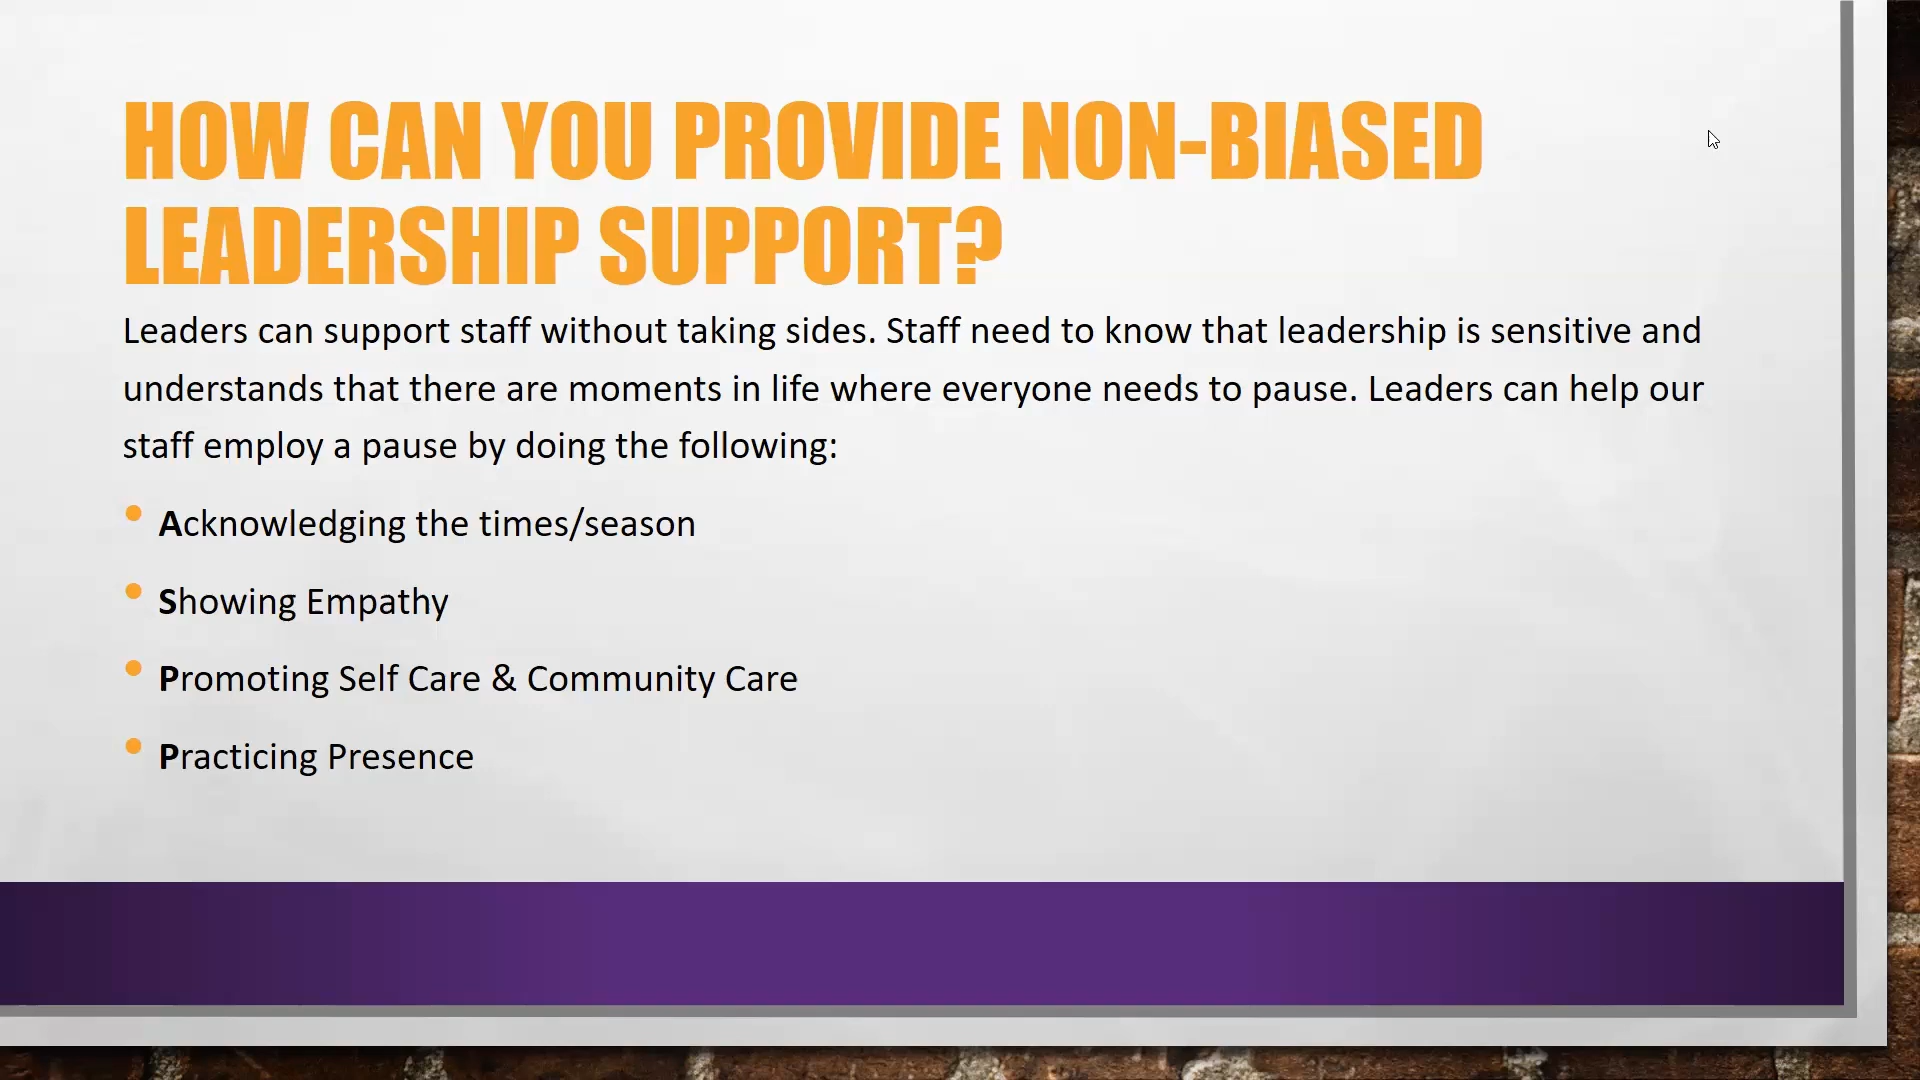 HOW CAN YOU PROVIDE NON-BIASED
LEADERSHIP SUPPORT?
Leaders can support staff without taking sides. Staff need to know that leadership is sensitive and
understands that there are moments in life where everyone needs to pause. Leaders can help our
staff employ a pause by doing the following:
• Acknowledging the times/season
• Showing Empathy
• Promoting Self Care & Community Care
• Practicing Presence